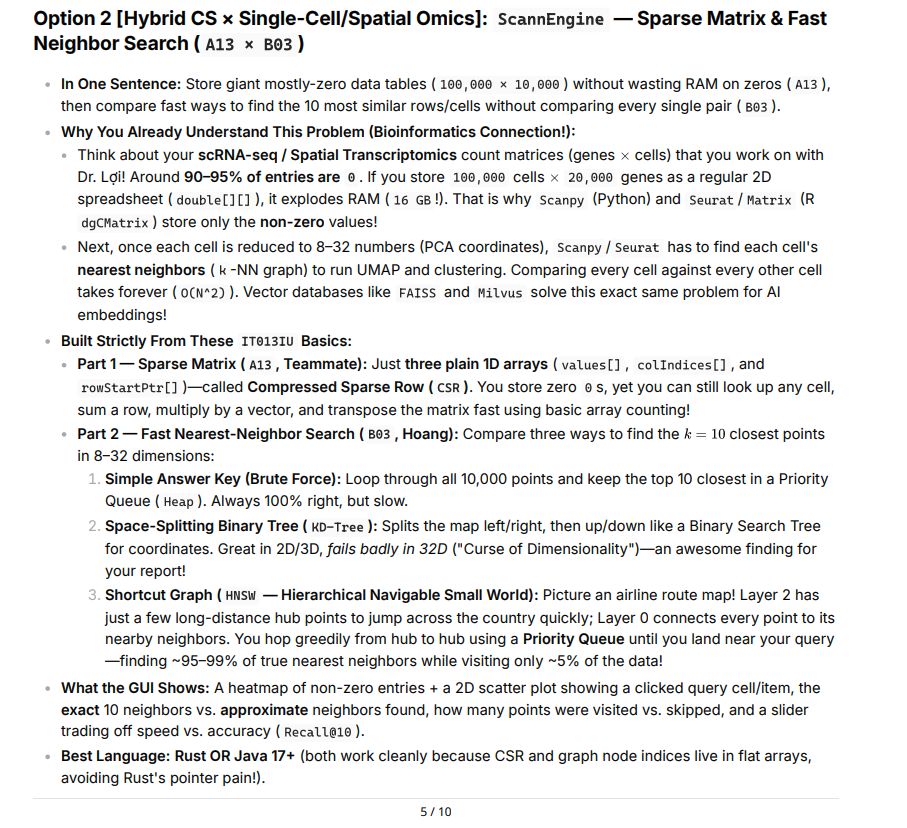 Option 2 [Hybrid CS × Single-Cell/Spatial Omics]: ScannEngine — Sparse Matrix & Fast
Neighbor Search ( A13 × B03 )
• In One Sentence: Store giant mostly-zero data tables ( 100,000 × 10,000 ) without wasting RAM on zeros ( A13 ),
then compare fast ways to find the 10 most similar rows/cells without comparing every single pair ( B03 ).
• Why You Already Understand This Problem (Bioinformatics Connection!):
• Think about your scRNA-seq / Spatial Transcriptomics count matrices (genes × cells) that you work on with
Dr. Lợi! Around 90–95% of entries are 0 . If you store 100,000 cells × 20,000 genes as a regular 2D
spreadsheet ( double[][] ), it explodes RAM ( 16 GB !). That is why Scanpy (Python) and Seurat / Matrix (R
dgCMatrix ) store only the non-zero values!
• Next, once each cell is reduced to 8–32 numbers (PCA coordinates), Scanpy / Seurat has to find each cell's
nearest neighbors ( k -NN graph) to run UMAP and clustering. Comparing every cell against every other cell
takes forever ( O(N^2) ). Vector databases like FAISS and Milvus solve this exact same problem for AI
embeddings!
• Built Strictly From These IT013IU Basics:
• Part 1 — Sparse Matrix ( A13 , Teammate): Just three plain 1D arrays ( values[] , colIndices[] , and
rowStartPtr[] )—called Compressed Sparse Row ( CSR ). You store zero 0 s, yet you can still look up any cell,
sum a row, multiply by a vector, and transpose the matrix fast using basic array counting!
• Part 2 — Fast Nearest-Neighbor Search ( B03 , Hoang): Compare three ways to find the k = 10 closest points
in 8–32 dimensions:
1. Simple Answer Key (Brute Force): Loop through all 10,000 points and keep the top 10 closest in a Priority
Queue ( Heap ). Always 100% right, but slow.
2. Space-Splitting Binary Tree ( KD-Tree ): Splits the map left/right, then up/down like a Binary Search Tree
for coordinates. Great in 2D/3D, fails badly in 32D ("Curse of Dimensionality")—an awesome finding for
your report!
3. Shortcut Graph ( HNSW — Hierarchical Navigable Small World): Picture an airline route map! Layer 2 has
just a few long-distance hub points to jump across the country quickly; Layer 0 connects every point to its
nearby neighbors. You hop greedily from hub to hub using a Priority Queue until you land near your query
—finding ~95–99% of true nearest neighbors while visiting only ~5% of the data!
• What the GUI Shows: A heatmap of non-zero entries + a 2D scatter plot showing a clicked query cell/item, the
exact 10 neighbors vs. approximate neighbors found, how many points were visited vs. skipped, and a slider
trading off speed vs. accuracy ( Recall@10 ).
• Best Language: Rust OR Java 17+ (both work cleanly because CSR and graph node indices live in flat arrays,
avoiding Rust's pointer pain!).
5 / 10